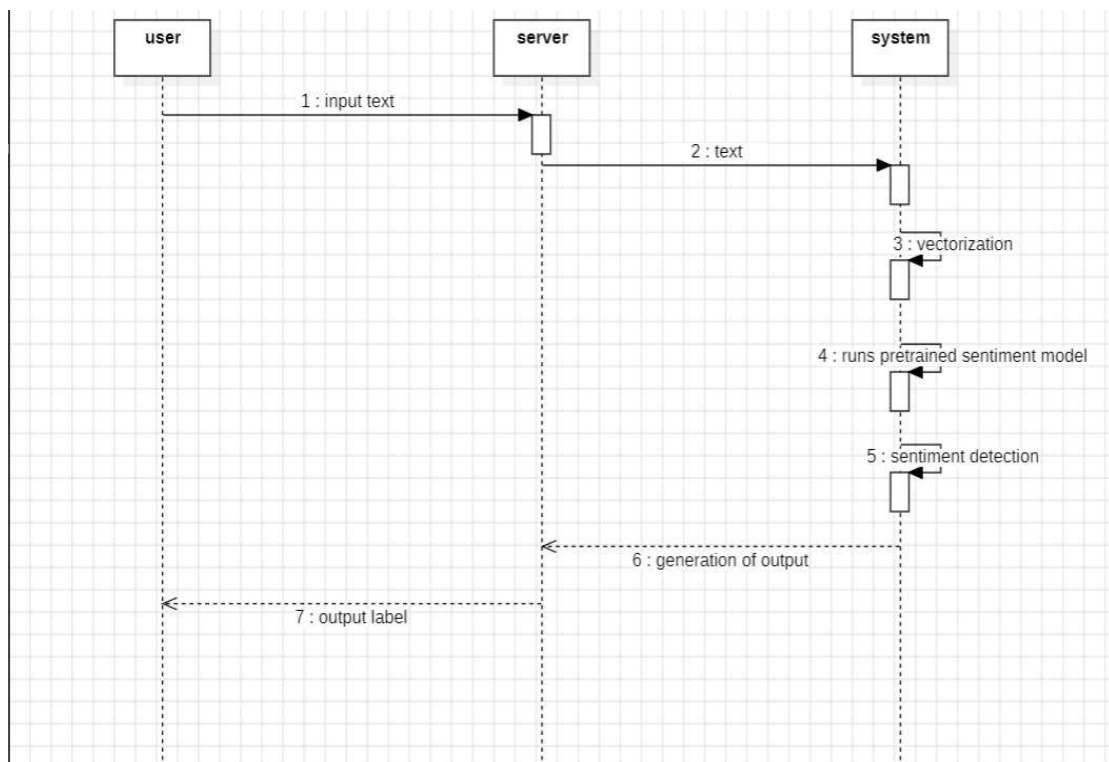 user
server
system
1 : input text
2 : text
3 : vectorization
4 : runs pretrained sentiment model
5 : sentiment detection
6 : generation of output
7 : output label